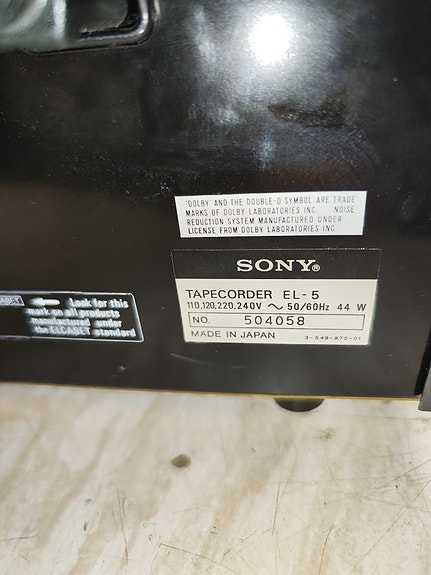 'DOLBY' AND THE DOUBLE-D SYMBOL ARE TRADE
MARKS OF DOLBY LABORATORIES INC. NOISE
REDUCTION SYSTEM MANUFACTURED UNDER
LICENSE FROM DOLBY LABORATORIES INC.
SONY®
TAPECORDER EL-5
110,120,220,240V ~ 50/60Hz 44 W
NO. 504058
MADE IN JAPAN 3-549-870-01
Look for this
mark on all products
manufactured under
the ELCASET standard